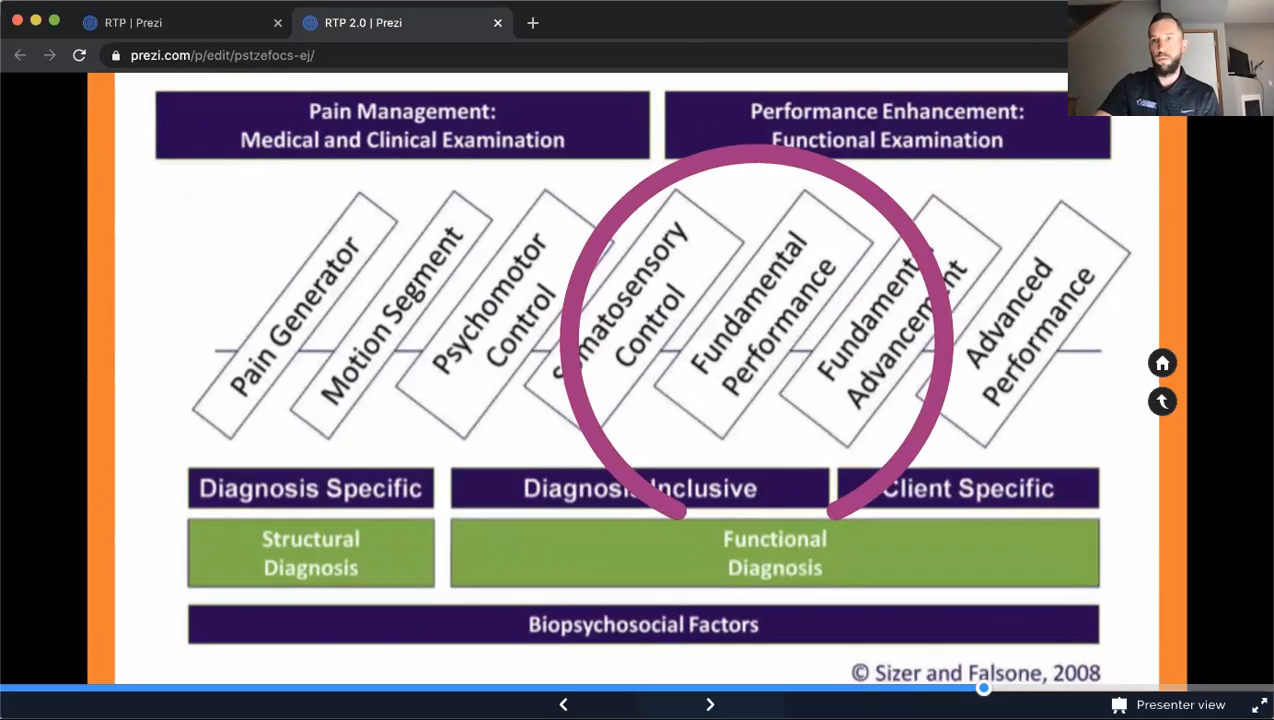 RTP | Prezi
RTP 2.0 | Prezi
prezi.com/p/edit/pstzefocs-ej/
Pain Management:
Medical and Clinical Examination
Performance Enhancement:
Functional Examination
Pain Generator
Motion Segment
Psychomotor
Control
Somatosensory
Control
Fundamental
Performance
Fundamental
Advancement
Advanced
Performance
Diagnosis Specific
Diagnosis Inclusive
Client Specific
Structural
Diagnosis
Functional
Diagnosis
Biopsychosocial Factors
© Sizer and Falsone, 2008
Presenter view